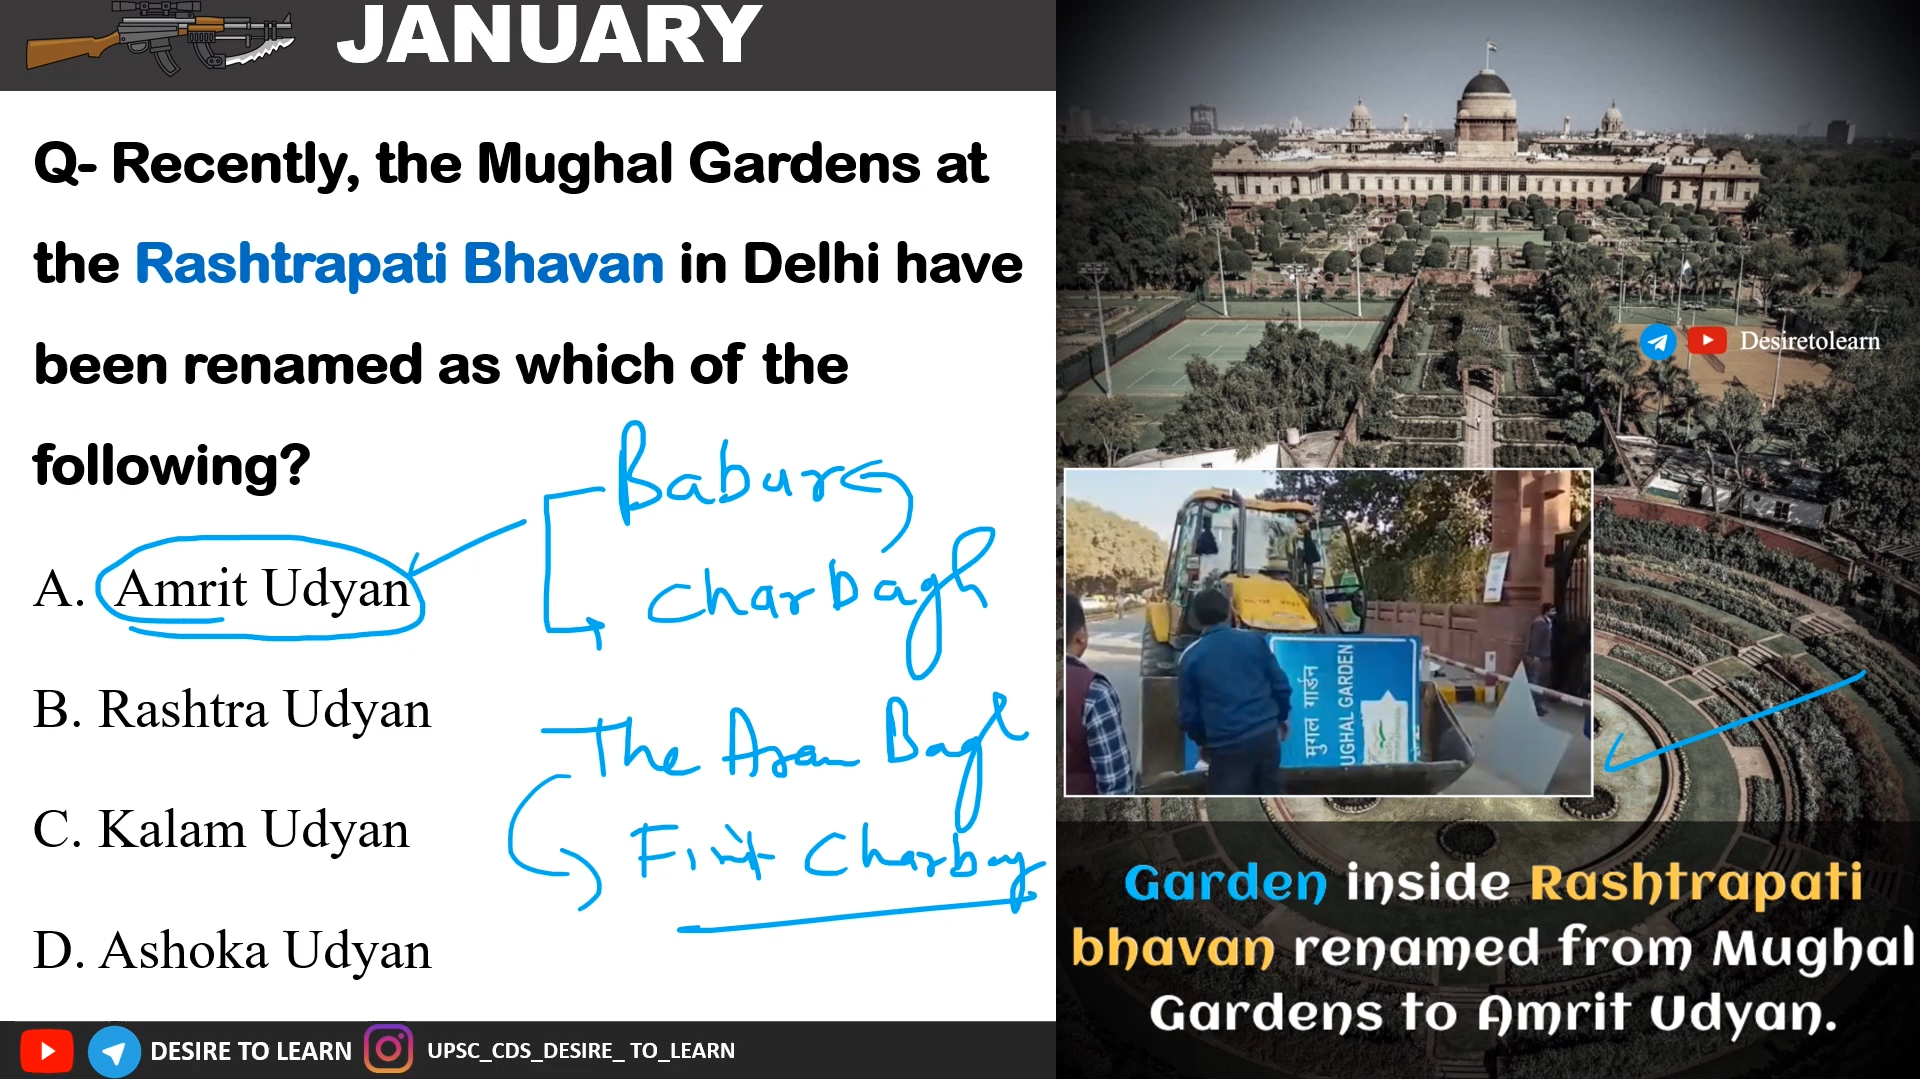 JANUARY
Q- Recently, the Mughal Gardens at
the Rashtrapati Bhavan in Delhi have
been renamed as which of the
following?
Babur
Charbagh
A. Amrit Udyan
B. Rashtra Udyan
The Aram Bagh
C. Kalam Udyan
First Charbag
D. Ashoka Udyan
DESIRE TO LEARN
UPSC_CDS_DESIRE_ TO_LEARN
Desiretolearn
मुगल गार्डन
UGHAL GARDEN
Garden inside Rashtrapati
bhavan renamed from Mughal
Gardens to Amrit Udyan.